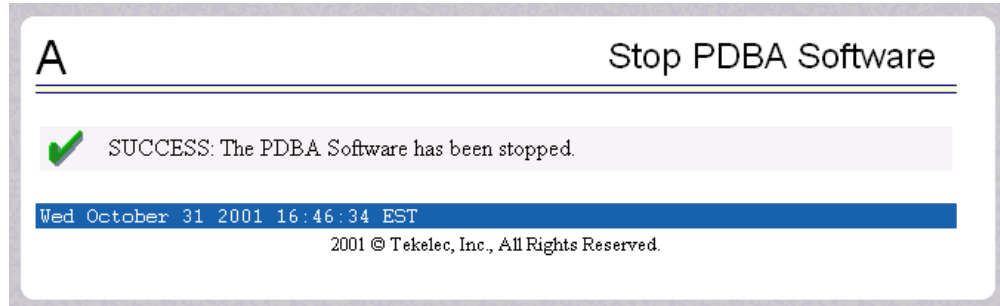 A
Stop PDBA Software
SUCCESS: The PDBA Software has been stopped.
Wed October 31 2001 16:46:34 EST
2001 © Tekelec, Inc., All Rights Reserved.